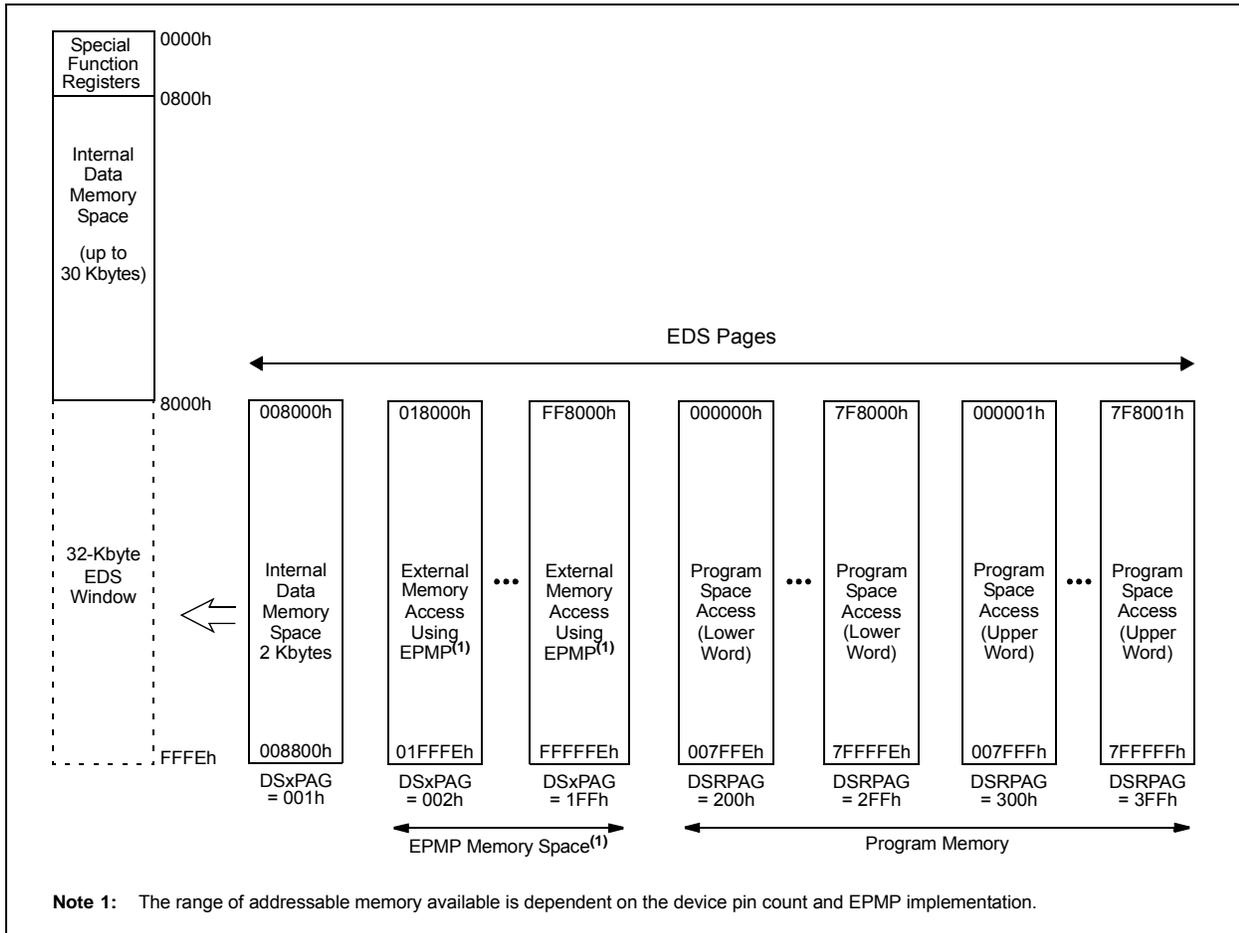 Special
Function
Registers
0000h
0800h
Internal
Data
Memory
Space
(up to
30 Kbytes)
8000h
32-Kbyte
EDS
Window
FFFEh
EDS Pages
008000h
Internal
Data
Memory
Space
2 Kbytes
008800h
DSxPAG
= 001h
018000h
External
Memory
Access
Using
EPMP(1)
01FFFEh
DSxPAG
= 002h
•••
FF8000h
External
Memory
Access
Using
EPMP(1)
FFFFFEh
DSxPAG
= 1FFh
EPMP Memory Space(1)
000000h
Program
Space
Access
(Lower
Word)
007FFEh
DSRPAG
= 200h
•••
7F8000h
Program
Space
Access
(Lower
Word)
7FFFFEh
DSRPAG
= 2FFh
000001h
Program
Space
Access
(Upper
Word)
007FFFh
DSRPAG
= 300h
•••
7F8001h
Program
Space
Access
(Upper
Word)
7FFFFFh
DSRPAG
= 3FFh
Program Memory
Note 1: The range of addressable memory available is dependent on the device pin count and EPMP implementation.